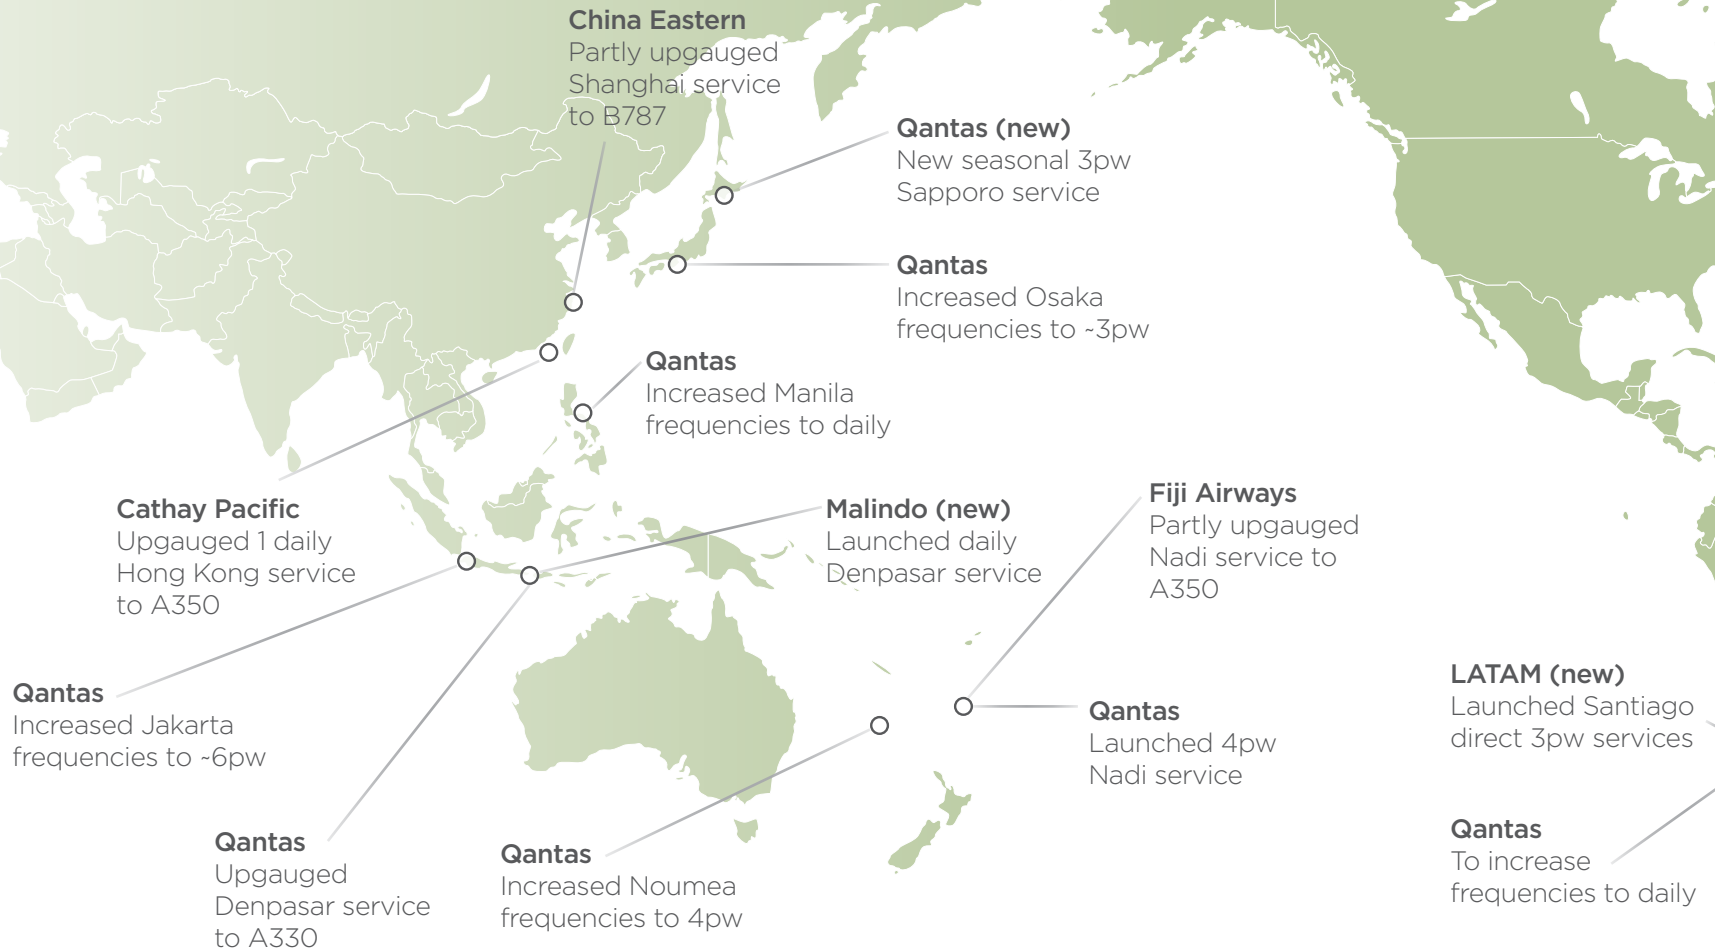 China Eastern
Partly upgauged
Shanghai service
to B787
Qantas (new)
New seasonal 3pw
Sapporo service
Qantas
Increased Osaka
frequencies to ~3pw
Qantas
Increased Manila
frequencies to daily
Cathay Pacific
Upgauged 1 daily
Hong Kong service
to A350
Malindo (new)
Launched daily
Denpasar service
Fiji Airways
Partly upgauged
Nadi service to
A350
Qantas
Increased Jakarta
frequencies to ~6pw
Qantas
Launched 4pw
Nadi service
LATAM (new)
Launched Santiago
direct 3pw services
Qantas
Upgauged
Denpasar service
to A330
Qantas
Increased Noumea
frequencies to 4pw
Qantas
To increase
frequencies to daily